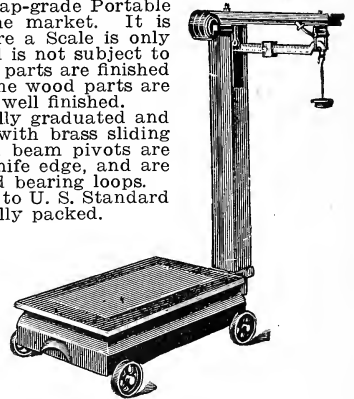 ap-grade Portable
e market. It is
re a Scale is only
d is not subject to
parts are finished
he wood parts are
well finished.
lly graduated and
with brass sliding
beam pivots are
nife edge, and are
d bearing loops.
to U. S. Standard
lly packed.